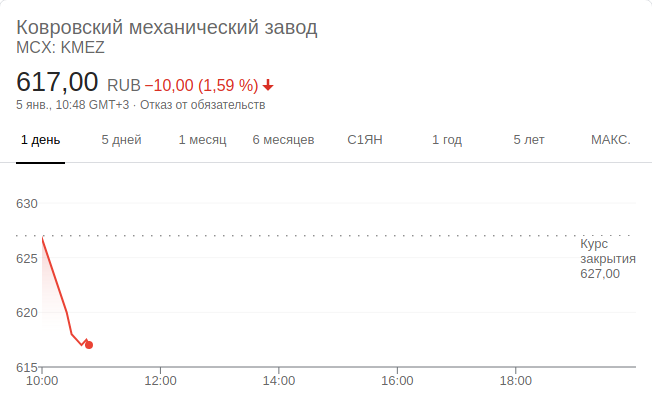 Ковровский механический завод
MCX: KMEZ
617,00 RUB −10,00 (1,59 %)
5 янв., 10:48 GMT+3 · Отказ от обязательств
1 день 5 дней 1 месяц 6 месяцев С1ЯН 1 год 5 лет МАКС.
630
Курс
625 закрытия
627,00
620
615
10:00 12:00 14:00 16:00 18:00